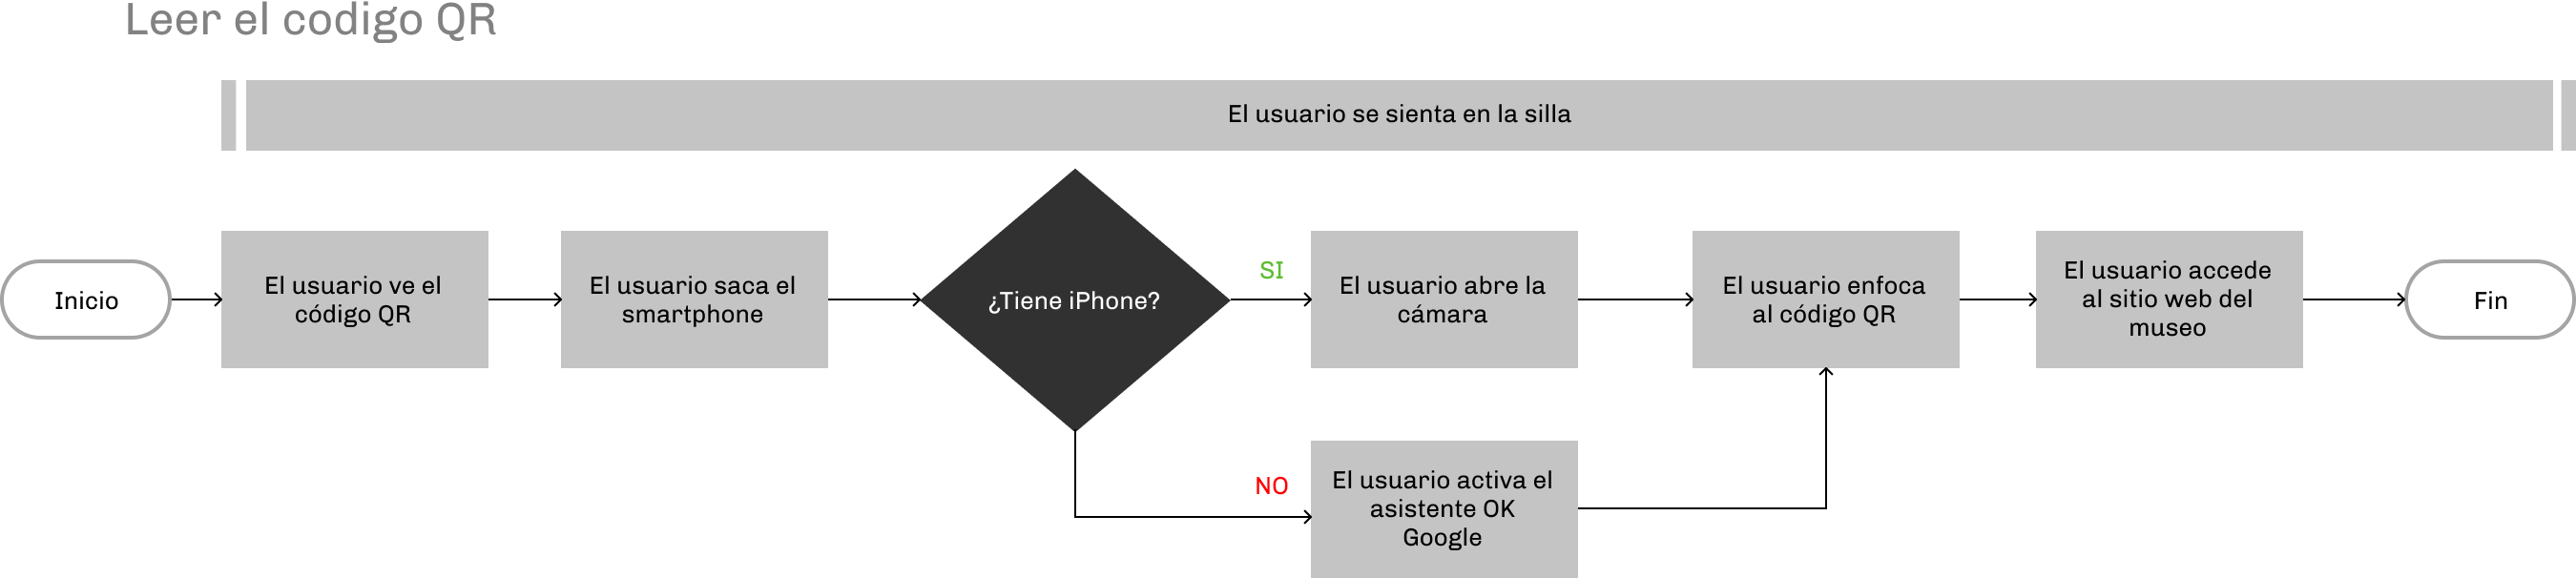 Leer el codigo QR
El usuario se sienta en la silla
Inicio
El usuario ve el
código QR
El usuario saca el
smartphone
¿Tiene iPhone?
SI
El usuario abre la
cámara
El usuario enfoca
al código QR
El usuario accede
al sitio web del
museo
Fin
NO
El usuario activa el
asistente OK
Google